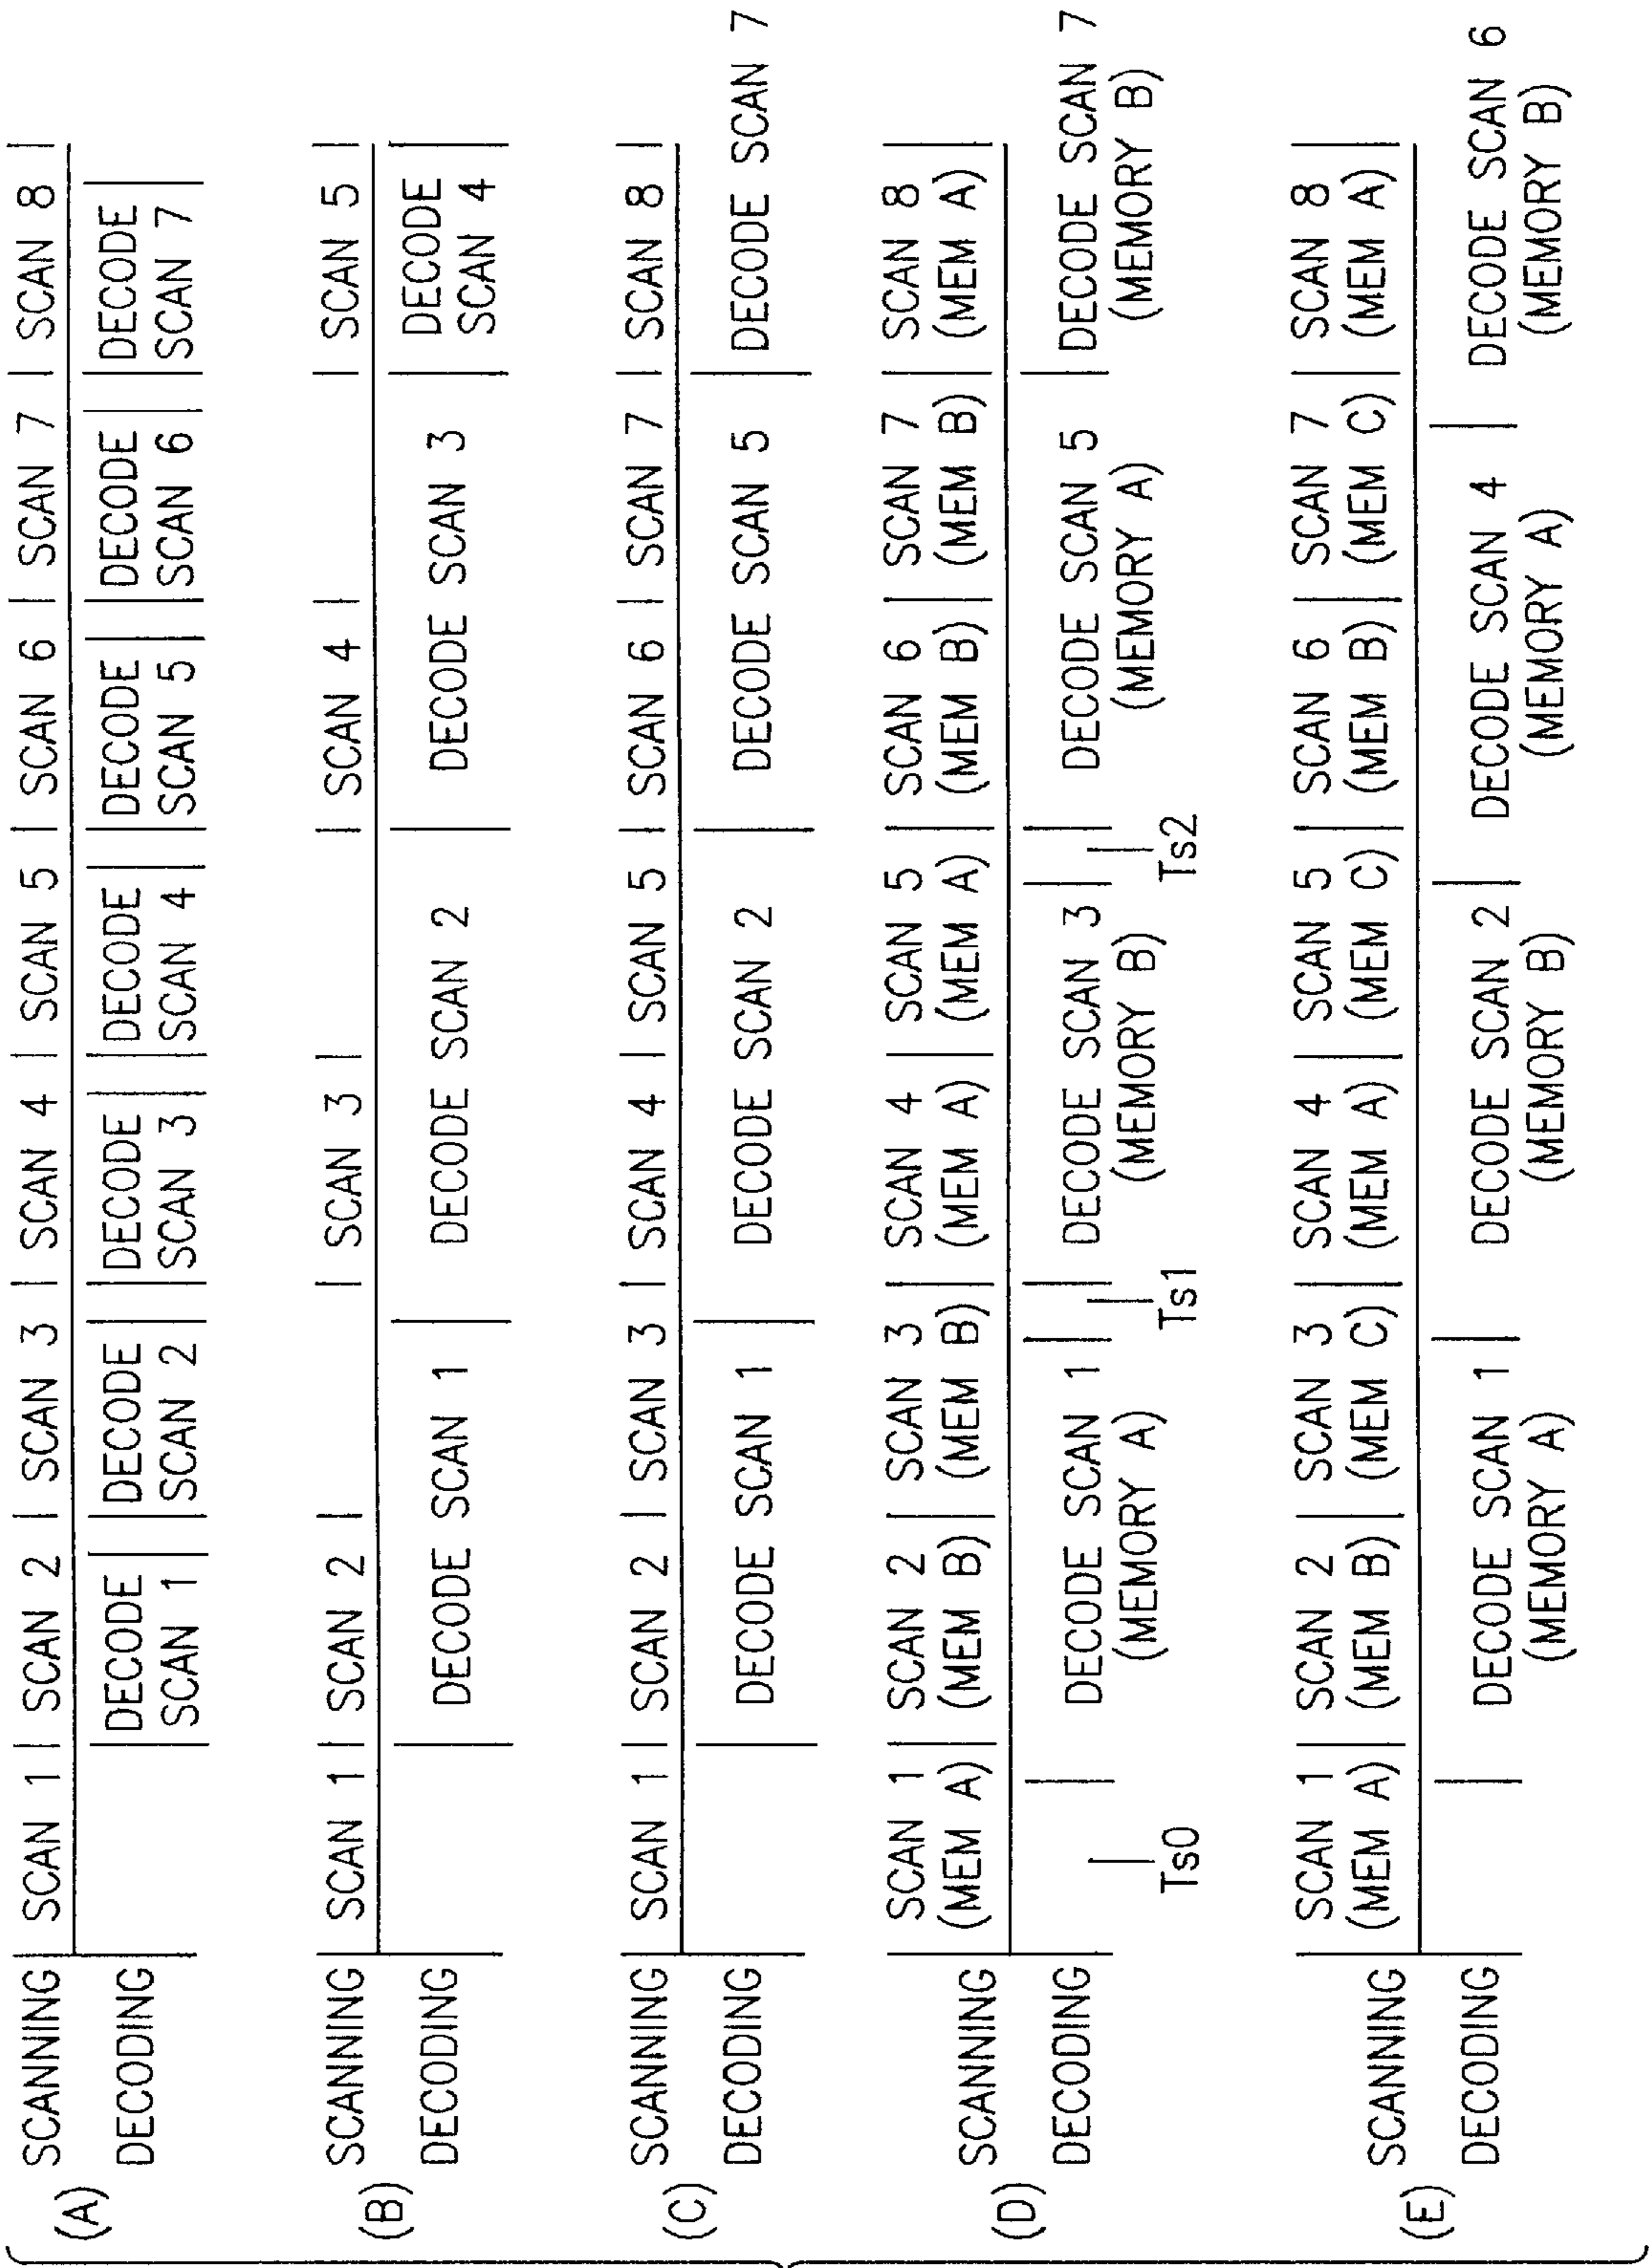 (A)
SCANNING | SCAN 1 | SCAN 2 | SCAN 3 | SCAN 4 | SCAN 5 | SCAN 6 | SCAN 7 | SCAN 8 |
DECODING | DECODE | DECODE | DECODE | DECODE | DECODE | DECODE | DECODE |
SCAN 1 | SCAN 2 | SCAN 3 | SCAN 4 | SCAN 5 | SCAN 6 | SCAN 7 |
(B)
SCANNING | SCAN 1 | SCAN 2 | SCAN 3 | SCAN 4 | SCAN 5 |
DECODING | DECODE SCAN 1 | DECODE SCAN 2 | DECODE SCAN 3 | DECODE
SCAN 4 |
(C)
SCANNING | SCAN 1 | SCAN 2 | SCAN 3 | SCAN 4 | SCAN 5 | SCAN 6 | SCAN 7 | SCAN 8 |
DECODING | DECODE SCAN 1 | DECODE SCAN 2 | DECODE SCAN 5 | DECODE SCAN 7
(D)
SCANNING | SCAN 1 | SCAN 2 | SCAN 3 | SCAN 4 | SCAN 5 | SCAN 6 | SCAN 7 | SCAN 8 |
(MEM A) | (MEM B) | (MEM B) | (MEM A) | (MEM A) | (MEM B) | (MEM B) | (MEM A) |
DECODING | DECODE SCAN 1 | DECODE SCAN 3 | DECODE SCAN 5 | DECODE SCAN 7
(MEMORY A) (MEMORY B) (MEMORY A) (MEMORY B)
Ts0 Ts1 Ts2
(E)
SCANNING | SCAN 1 | SCAN 2 | SCAN 3 | SCAN 4 | SCAN 5 | SCAN 6 | SCAN 7 | SCAN 8 |
(MEM A) | (MEM B) | (MEM C) | (MEM A) | (MEM C) | (MEM B) | (MEM C) | (MEM A) |
DECODING | DECODE SCAN 1 | DECODE SCAN 2 | DECODE SCAN 4 | DECODE SCAN 6
(MEMORY A) (MEMORY B) (MEMORY A) (MEMORY B)